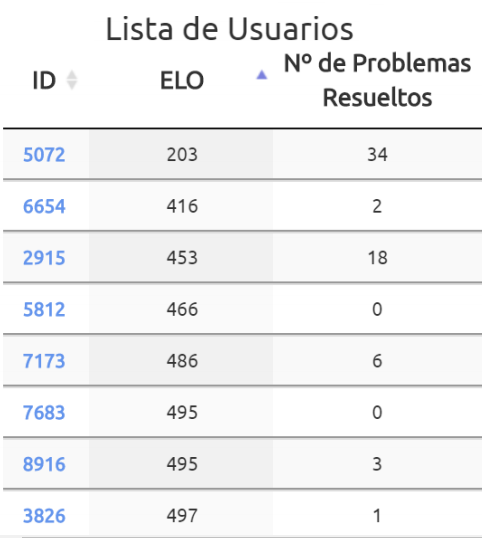 Lista de Usuarios
ID ELO Nº de Problemas
Resueltos
5072 203 34
6654 416 2
2915 453 18
5812 466 0
7173 486 6
7683 495 0
8916 495 3
3826 497 1